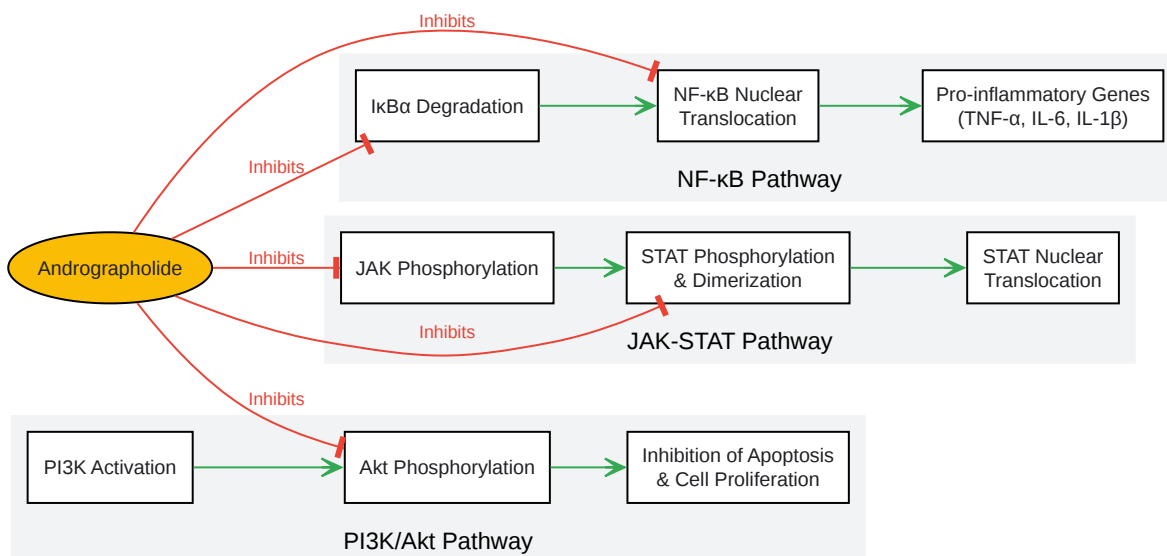 Inhibits
IκBα Degradation
NF-κB Nuclear
Translocation
Pro-inflammatory Genes
(TNF-α, IL-6, IL-1β)
Inhibits
NF-κB Pathway
Andrographolide
Inhibits
JAK Phosphorylation
STAT Phosphorylation
& Dimerization
STAT Nuclear
Translocation
Inhibits
JAK-STAT Pathway
Inhibits
PI3K Activation
Akt Phosphorylation
Inhibition of Apoptosis
& Cell Proliferation
PI3K/Akt Pathway